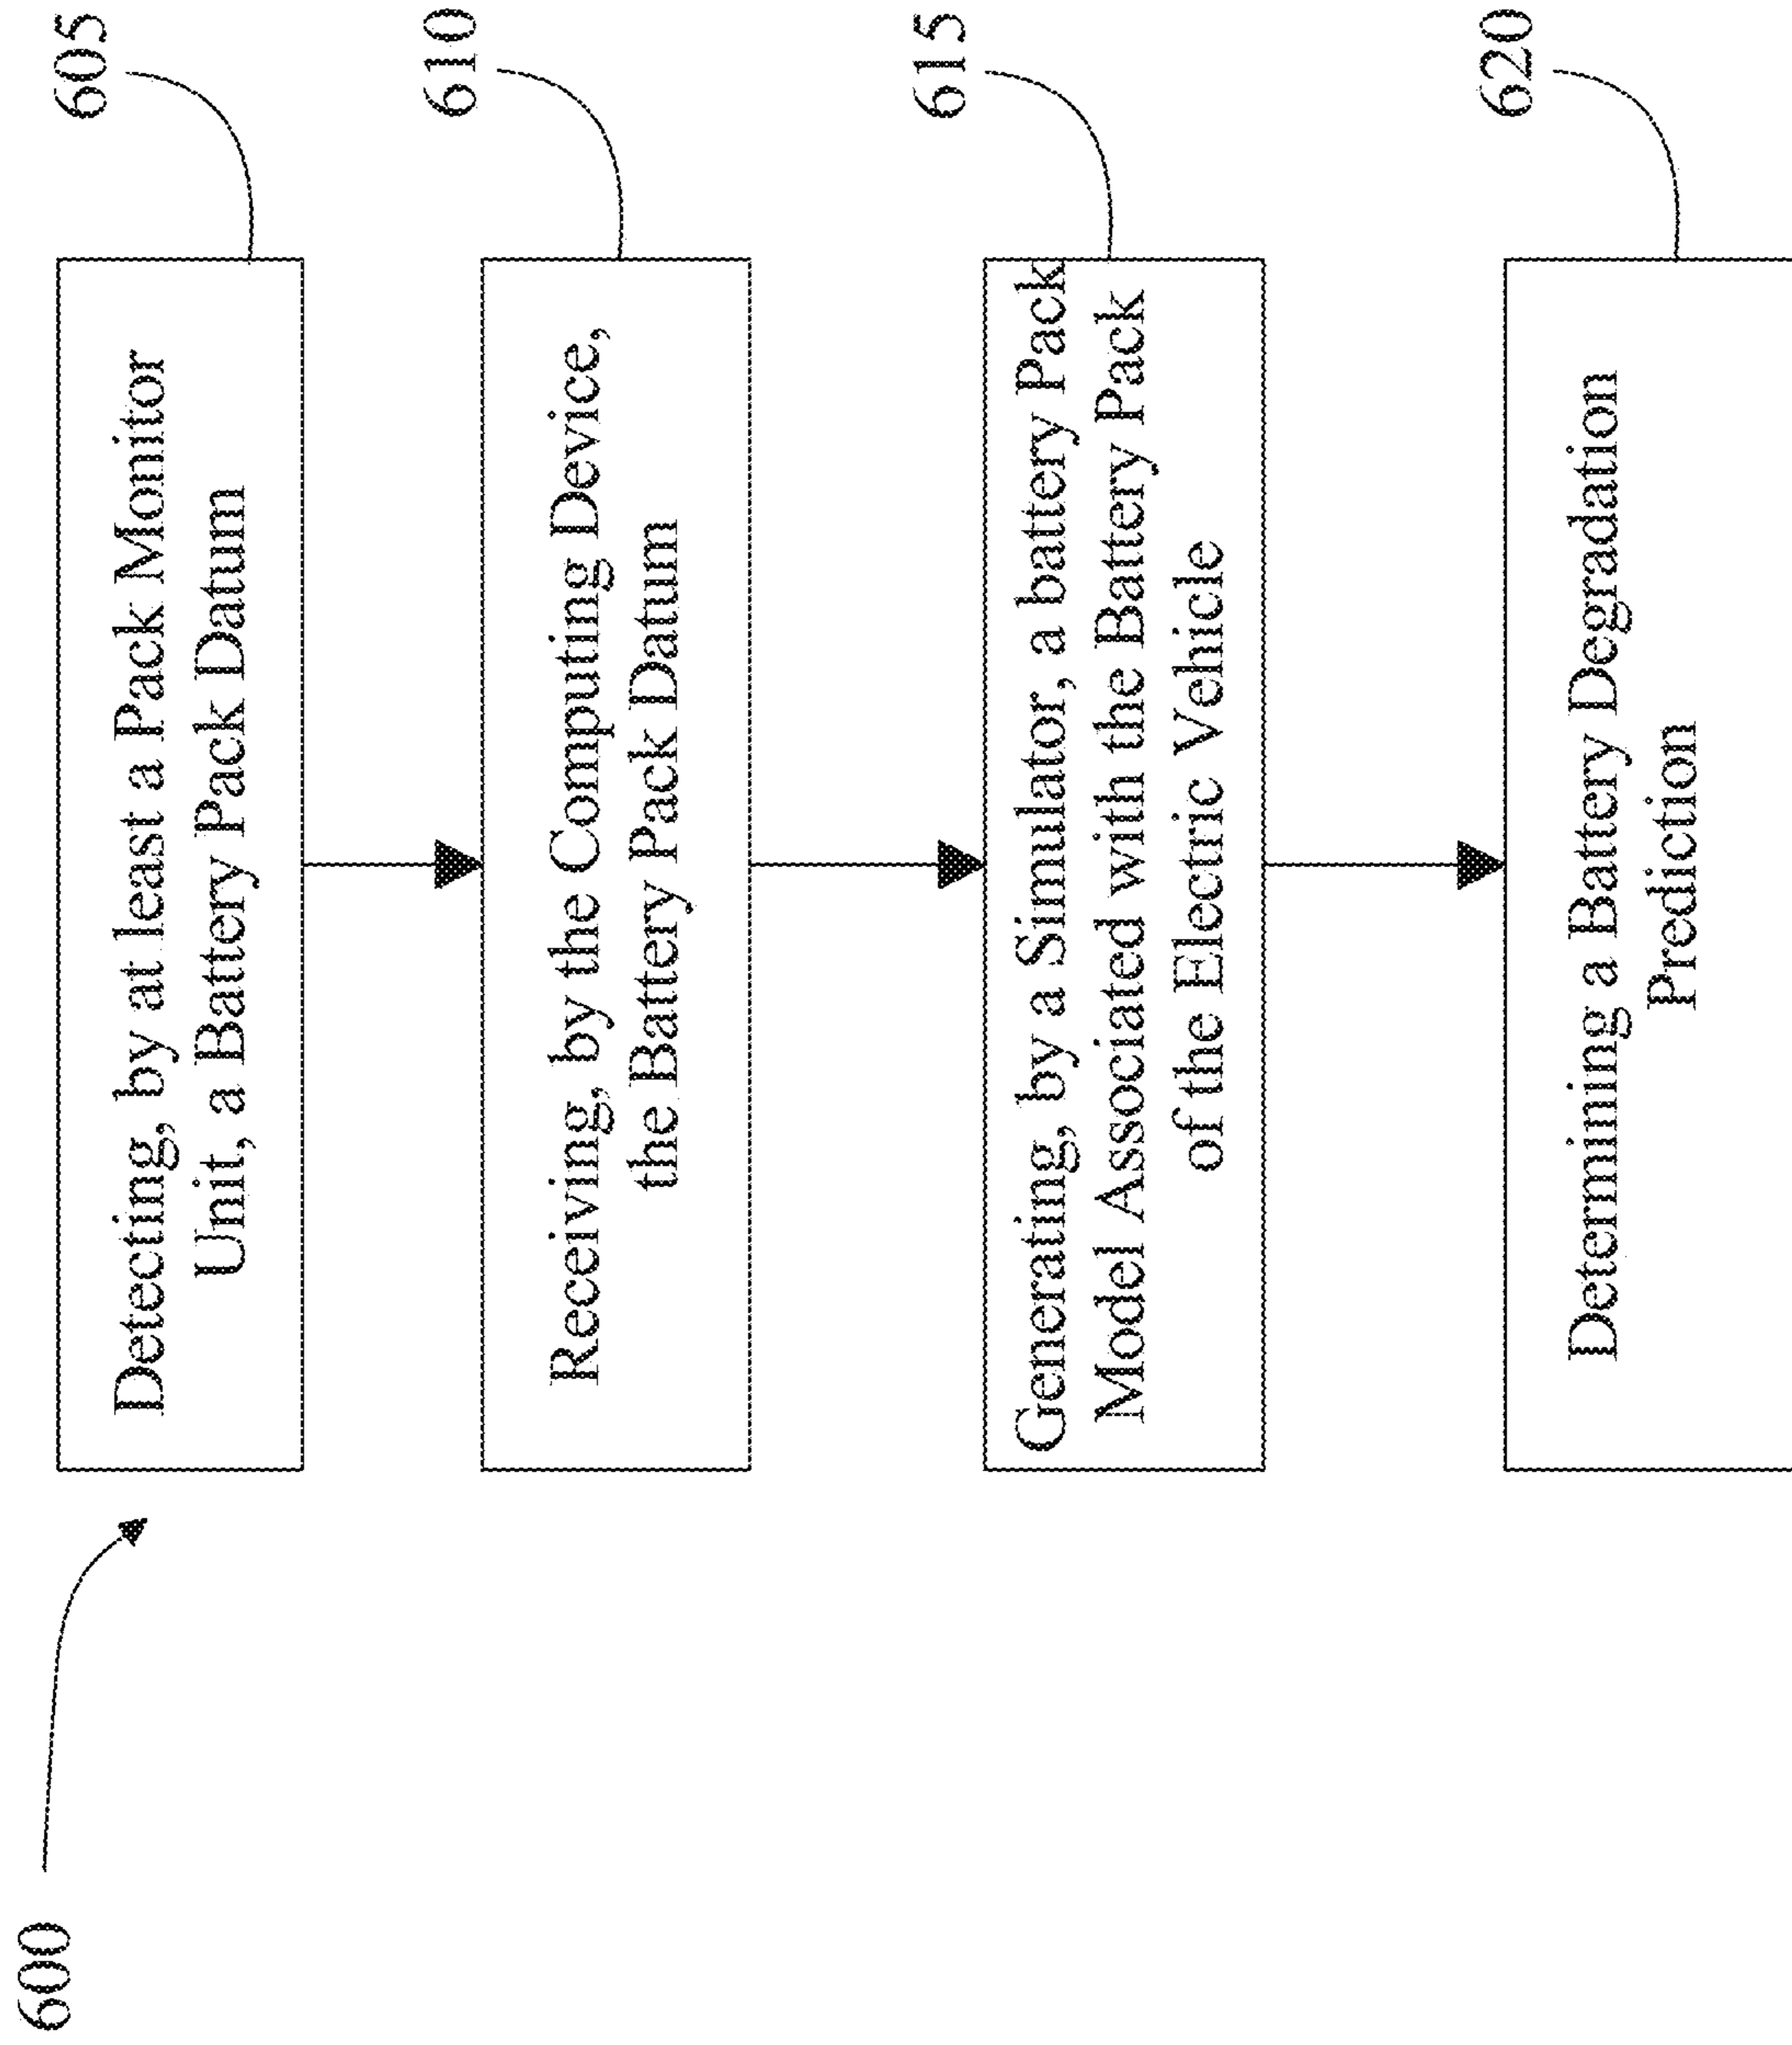 600
605
Detecting, by at least a Pack Monitor
Unit, a Battery Pack Datum
610
Receiving, by the Computing Device,
the Battery Pack Datum
615
Generating, by a Simulator, a battery Pack
Model Associated with the Battery Pack
of the Electric Vehicle
620
Determining a Battery Degradation
Prediction